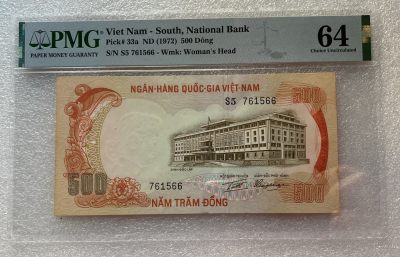 PMG
PAPER MONEY GUARANTY
Viet Nam - South, National Bank
Pick# 33a ND (1972) 500 Dông
S/N S5 761566 - Wmk: Woman's Head
64
Choice Uncirculated
NGÂN-HÀNG QUỐC-GIA VIỆT-NAM
500
S5 761566
500
761566
500
NĂM TRĂM ĐỒNG